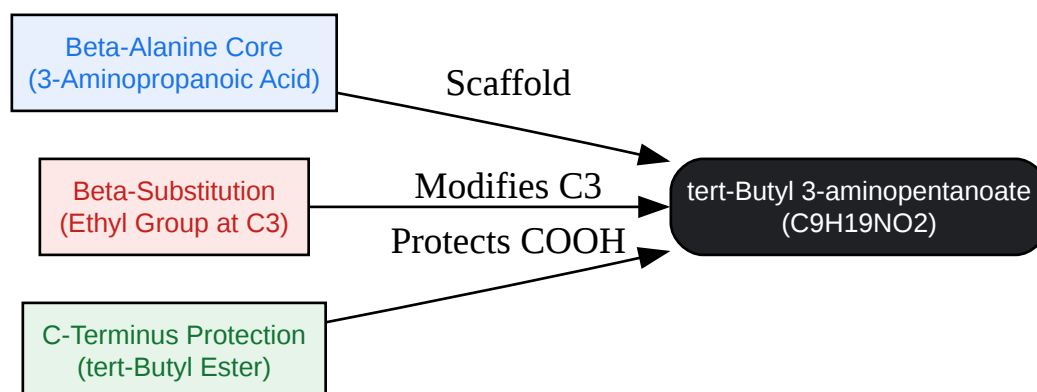 Beta-Alanine Core
(3-Aminopropanoic Acid)
Scaffold
Beta-Substitution
(Ethyl Group at C3)
Modifies C3
tert-Butyl 3-aminopentanoate
(C9H19NO2)
Protects COOH
C-Terminus Protection
(tert-Butyl Ester)